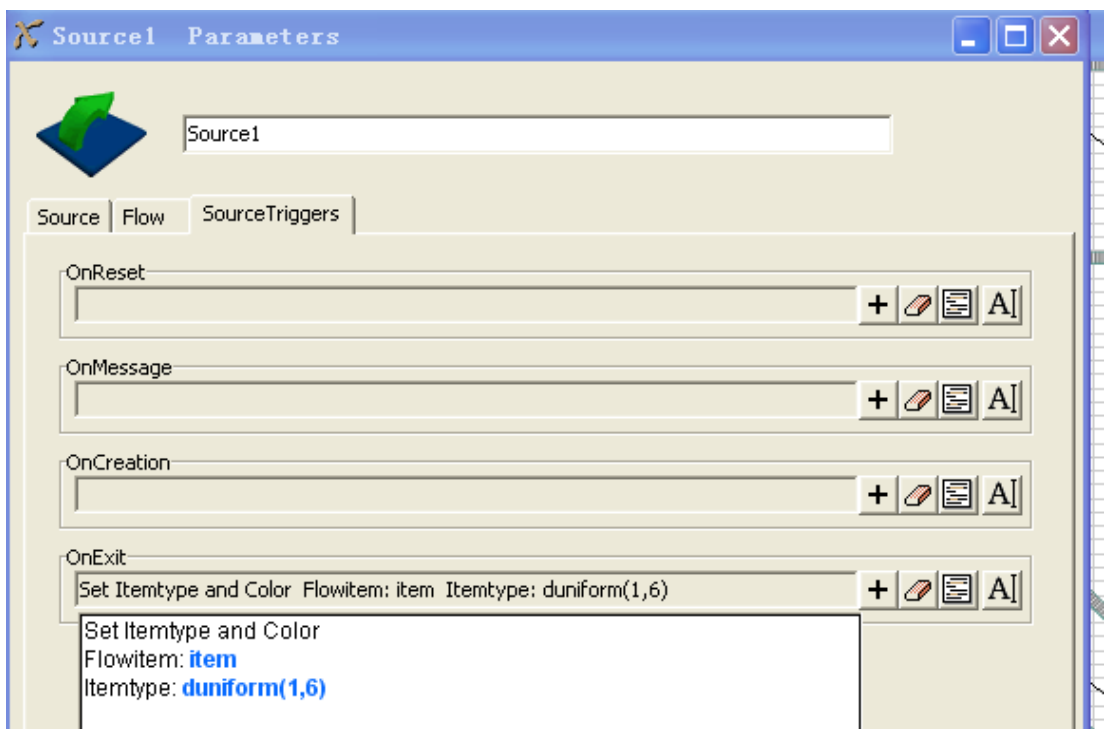 Source1 Parameters
Source1
Source Flow SourceTriggers
OnReset
A
OnMessage
A
OnCreation
A
OnExit
Set Itemtype and Color Flowitem: item Itemtype: duniform(1,6)
A
Set Itemtype and Color
Flowitem: item
Itemtype: duniform(1,6)